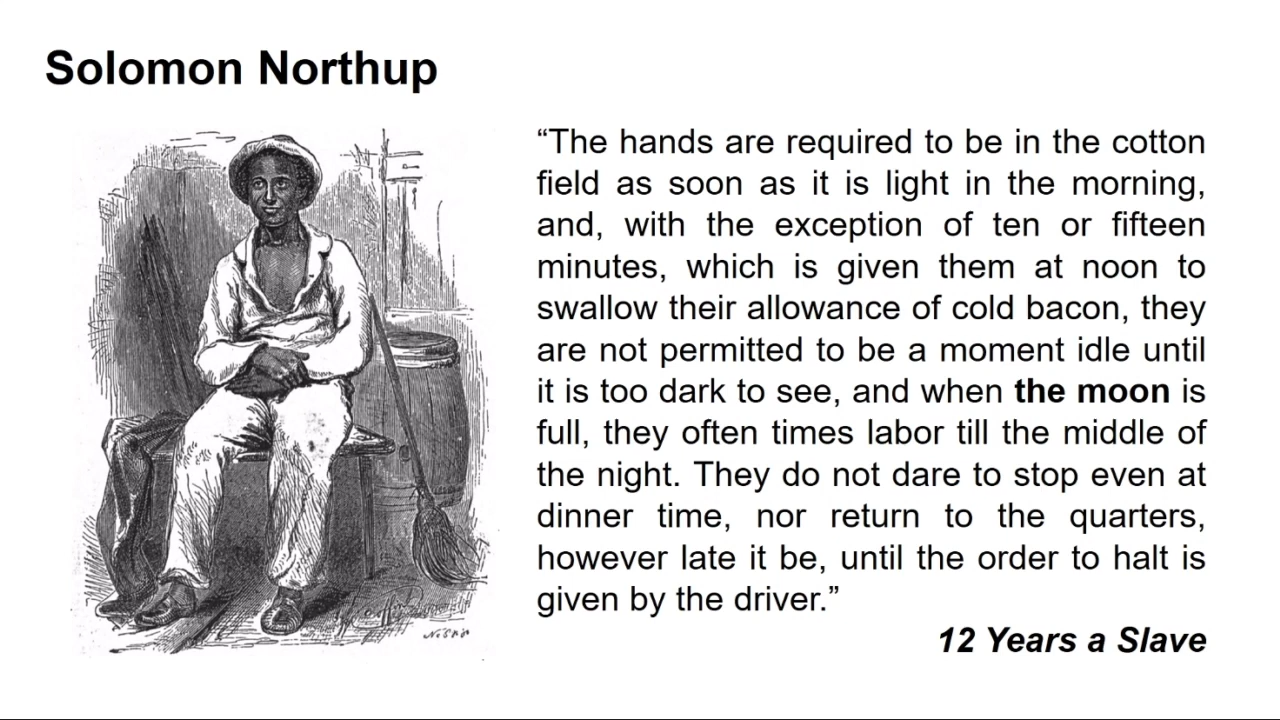 Solomon Northup
“The hands are required to be in the cotton
field as soon as it is light in the morning,
and, with the exception of ten or fifteen
minutes, which is given them at noon to
swallow their allowance of cold bacon, they
are not permitted to be a moment idle until
it is too dark to see, and when the moon is
full, they often times labor till the middle of
the night. They do not dare to stop even at
dinner time, nor return to the quarters,
however late it be, until the order to halt is
given by the driver.”
12 Years a Slave